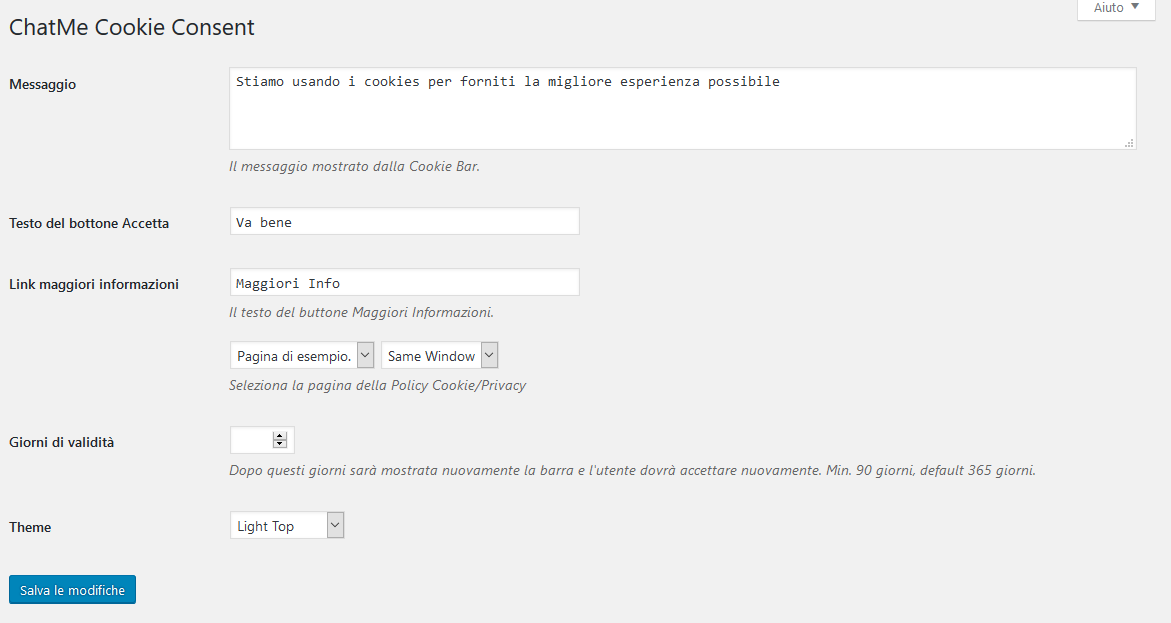 Aiuto
ChatMe Cookie Consent
Messaggio
Stiamo usando i cookies per forniti la migliore esperienza possibile
Il messaggio mostrato dalla Cookie Bar.
Testo del bottone Accetta
Va bene
Link maggiori informazioni
Maggiori Info
Il testo del buttone Maggiori Informazioni.
Pagina di esempio. Same Window
Seleziona la pagina della Policy Cookie/Privacy
Giorni di validità
Dopo questi giorni sarà mostrata nuovamente la barra e l'utente dovrà accettare nuovamente. Min. 90 giorni, default 365 giorni.
Theme
Light Top
Salva le modifiche